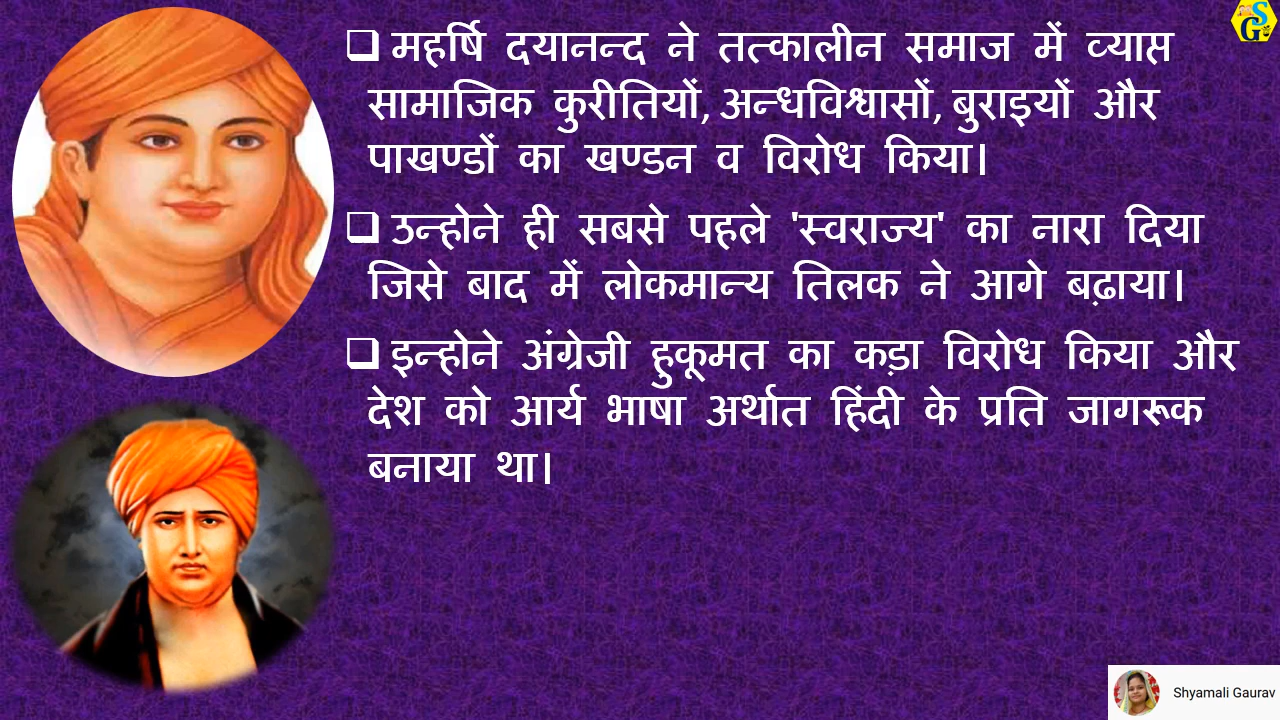 महर्षि दयानन्द ने तत्कालीन समाज में व्याप्त
सामाजिक कुरीतियों, अन्धविश्वासों, बुराइयों और
पाखण्डों का खण्डन व विरोध किया।
उन्होने ही सबसे पहले 'स्वराज्य' का नारा दिया
जिसे बाद में लोकमान्य तिलक ने आगे बढ़ाया।
इन्होने अंग्रेजी हुकूमत का कड़ा विरोध किया और
देश को आर्य भाषा अर्थात हिंदी के प्रति जागरूक
बनाया था।
SG
Shyamali Gaurav